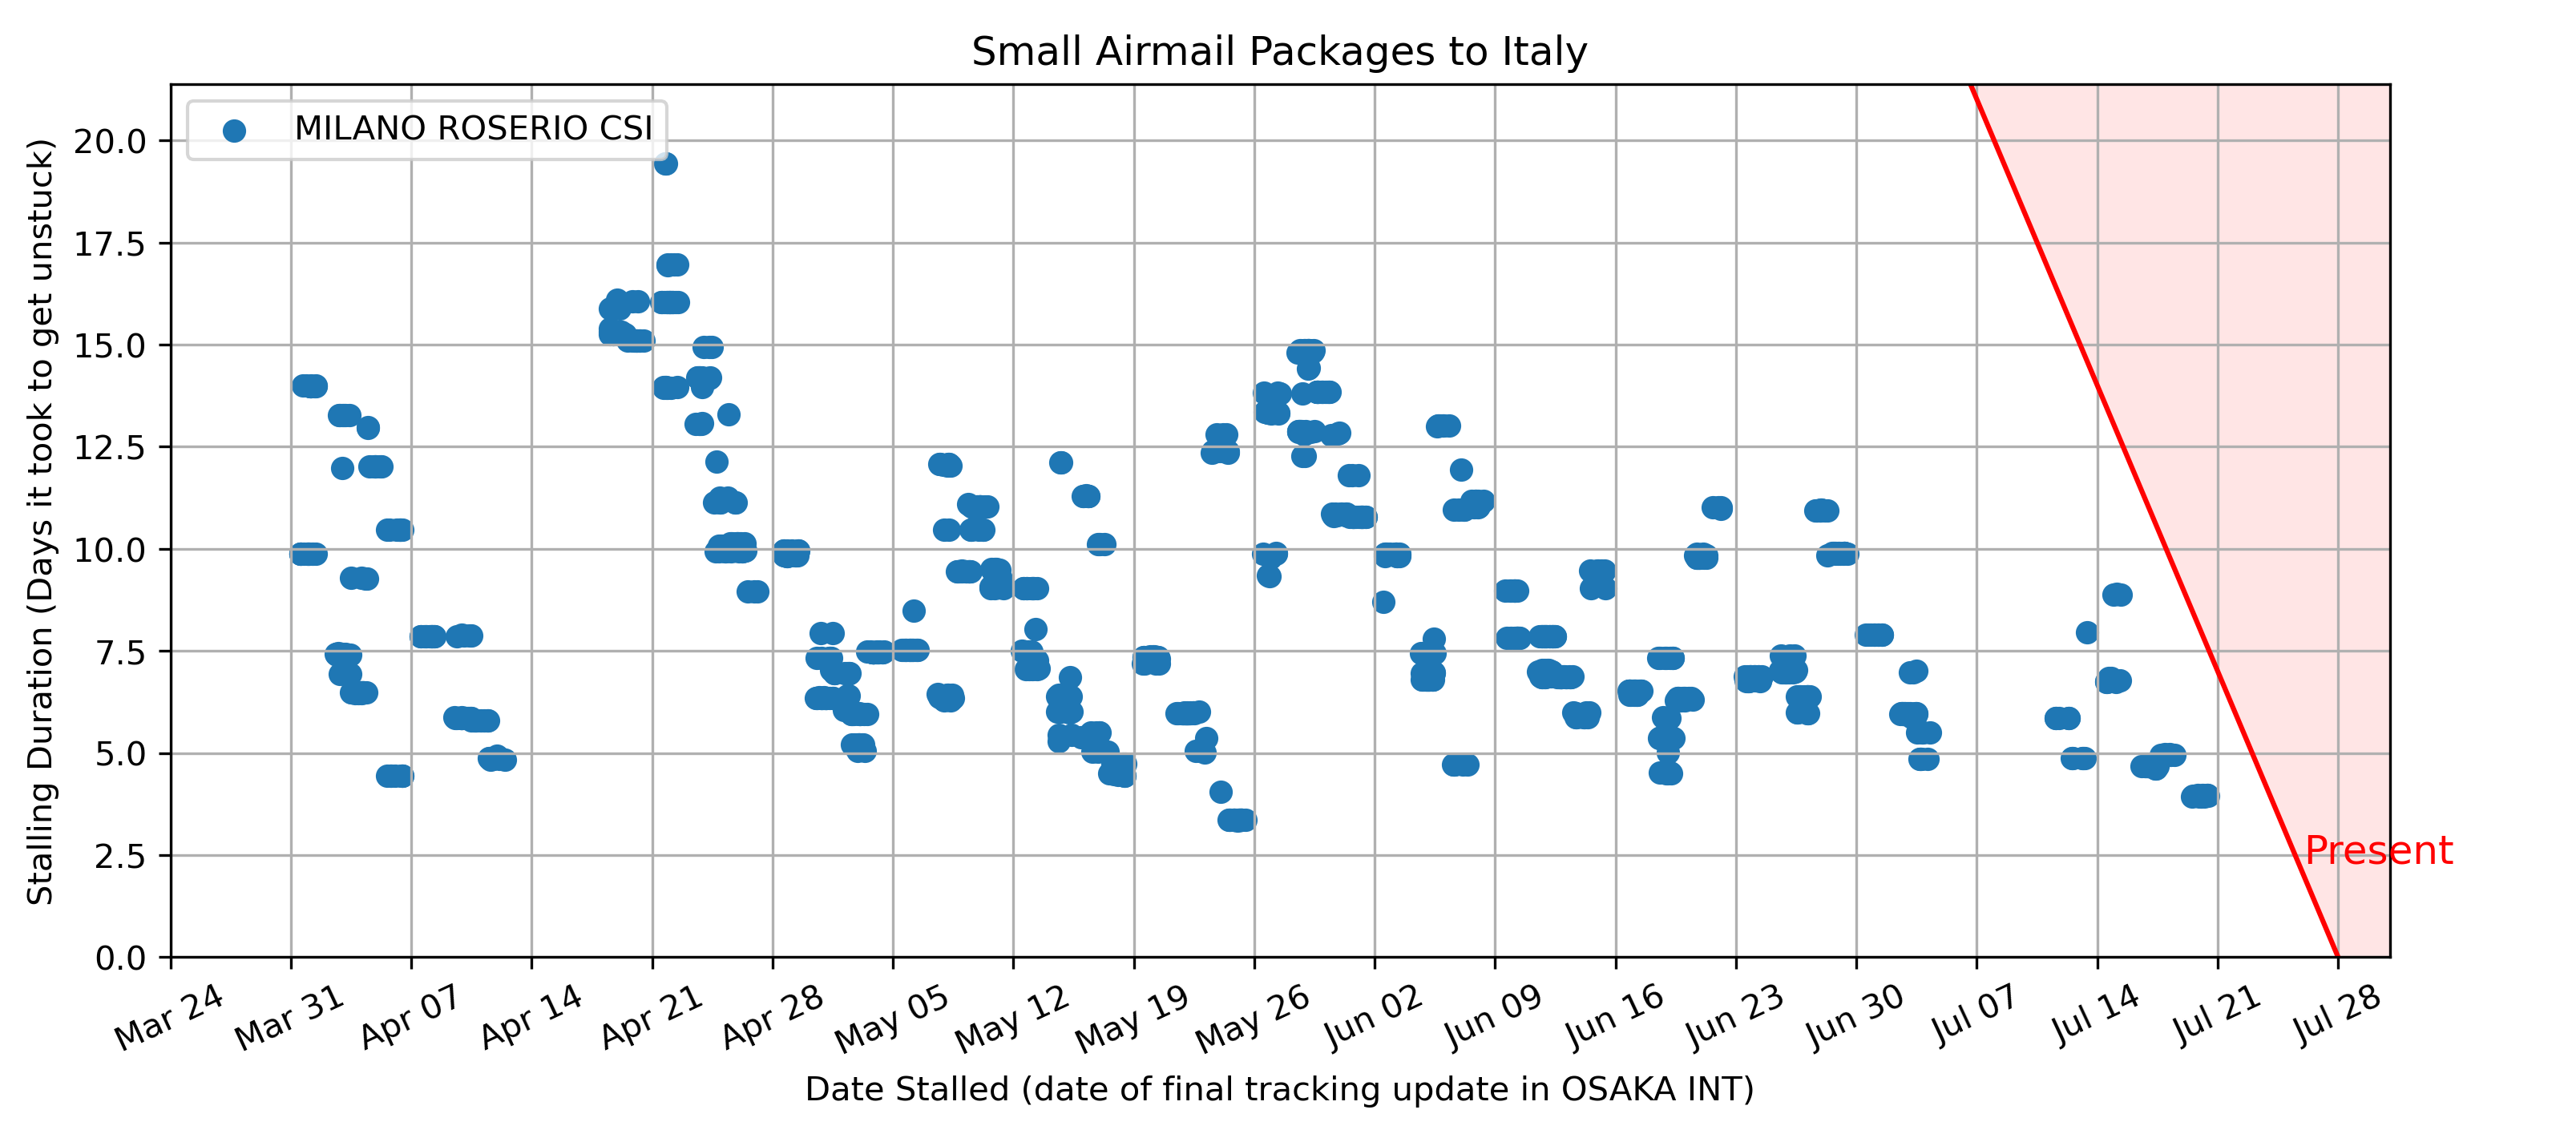 Small Airmail Packages to Italy
MILANO ROSERIO CSI
Stalling Duration (Days it took to get unstuck)
20.0
17.5
15.0
12.5
10.0
7.5
5.0
2.5
0.0
Present
Mar 24 Mar 31 Apr 07 Apr 14 Apr 21 Apr 28 May 05 May 12 May 19 May 26 Jun 02 Jun 09 Jun 16 Jun 23 Jun 30 Jul 07 Jul 14 Jul 21 Jul 28
Date Stalled (date of final tracking update in OSAKA INT)